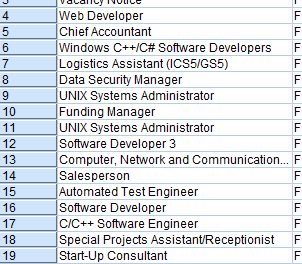 3 Vacancy Notice F
4 Web Developer F
5 Chief Accountant F
6 Windows C++/C# Software Developers F
7 Logistics Assistant (ICS5/GS5) F
8 Data Security Manager F
9 UNIX Systems Administrator F
10 Funding Manager F
11 UNIX Systems Administrator F
12 Software Developer 3 F
13 Computer, Network and Communication... F
14 Salesperson F
15 Automated Test Engineer F
16 Software Developer F
17 C/C++ Software Engineer F
18 Special Projects Assistant/Receptionist F
19 Start-Up Consultant F